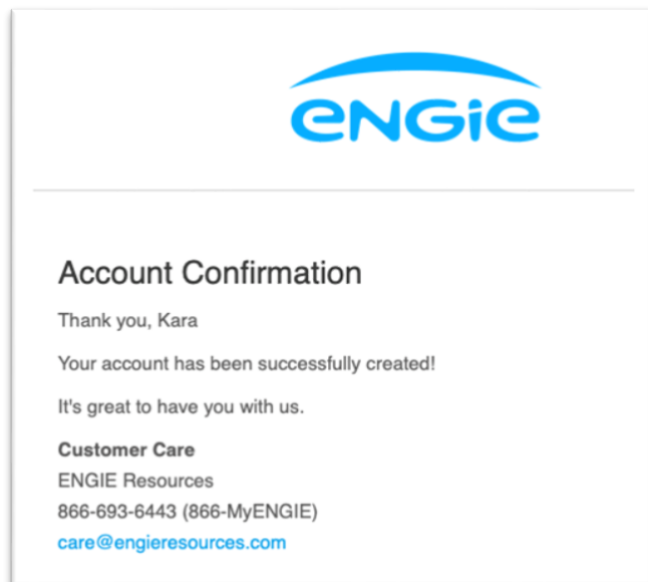 eNGie
Account Confirmation
Thank you, Kara
Your account has been successfully created!
It's great to have you with us.
Customer Care
ENGIE Resources
866-693-6443 (866-MyENGIE)
care@engieresources.com